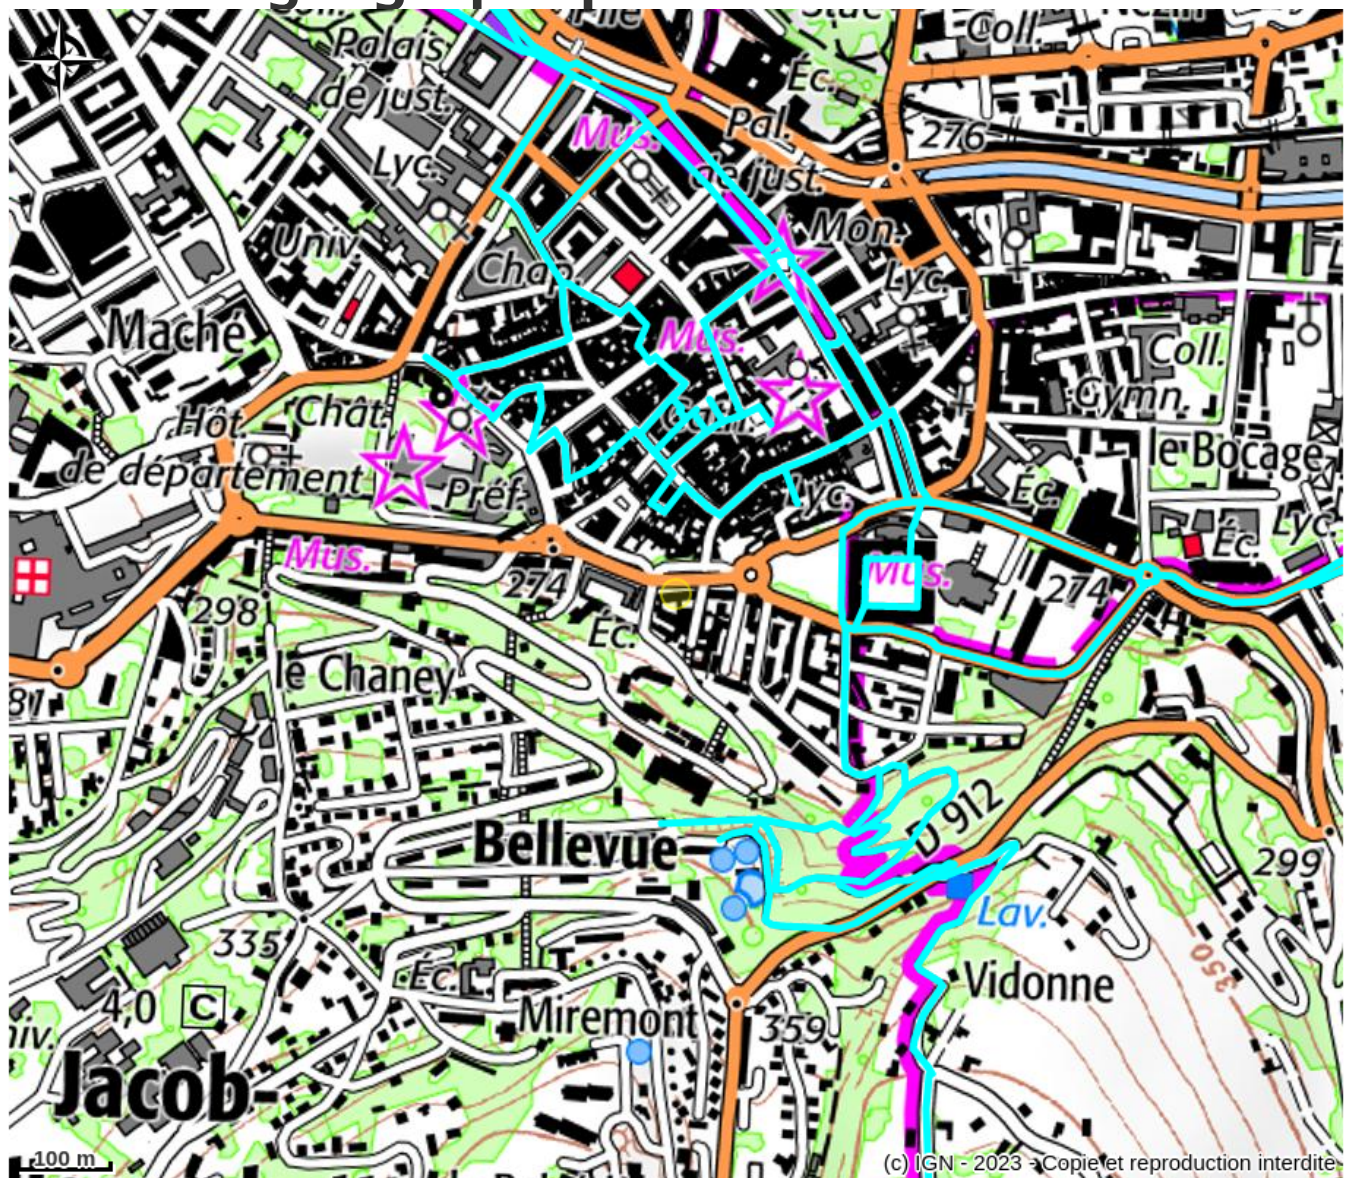 Coll.
Palais
de just.
Éc.
Mus.
Pal.
de just.
276
Lyc.
Univ.
Mon.
Chap.
Lyc.
Maché
Mus.
Coll.
Gymn.
Hôt.
Chât.
le Bocage
de département
Préf.
Lyc.
Éc.
Lyc.
Éc.
Mus.
274
Mus.
274
298
Éc.
le Chaney
81
D 912
Bellevue
299
Lav.
335
Éc.
Vidonne
350
4,0 C
Miremont
359
niv.
Jacob-
100 m
(c) IGN - 2023 - Copie et reproduction interdite